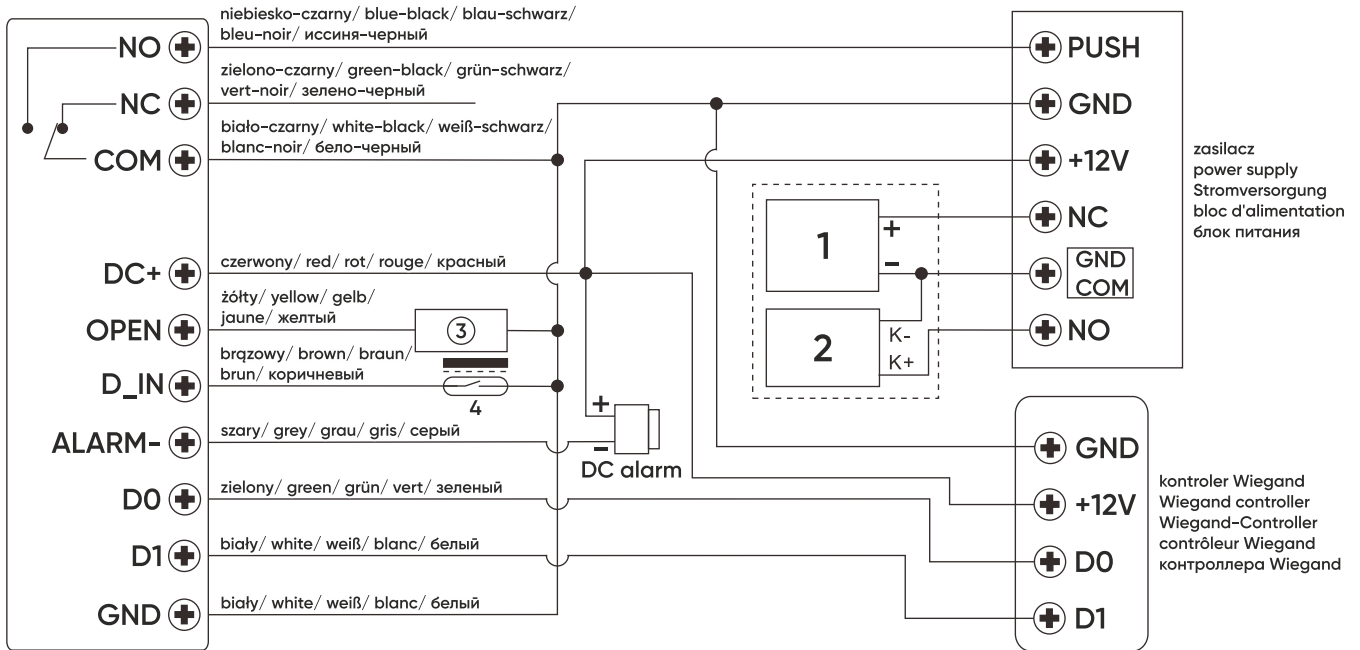 NO
niebiesko-czarny/ blue-black/ blau-schwarz/
bleu-noir/ иссиня-черный
NC
zielono-czarny/ green-black/ grün-schwarz/
vert-noir/ зелено-черный
COM
biało-czarny/ white-black/ weiß-schwarz/
blanc-noir/ бело-черный
DC+
czerwony/ red/ rot/ rouge/ красный
OPEN
żółty/ yellow/ gelb/
jaune/ желтый
3
D_IN
brązowy/ brown/ braun/
brun/ коричневый
4
ALARM-
szary/ grey/ grau/ gris/ серый
+
-
DC alarm
D0
zielony/ green/ grün/ vert/ зеленый
D1
biały/ white/ weiß/ blanc/ белый
GND
biały/ white/ weiß/ blanc/ белый
1
+
-
2
K-
K+
PUSH
GND
+12V
NC
GND
COM
NO
zasilacz
power supply
Stromversorgung
bloc d'alimentation
блок питания
GND
+12V
D0
D1
kontroler Wiegand
Wiegand controller
Wiegand-Controller
contrôleur Wiegand
контроллера Wiegand